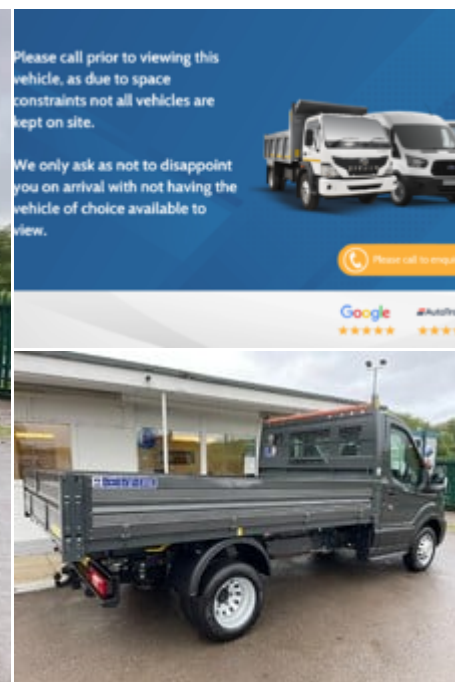 Please call prior to viewing this
vehicle, as due to space
constraints not all vehicles are
kept on site.
We only ask as not to disappoint
you on arrival with not having the
vehicle of choice available to
view.
Please call to enqui
Google
AutoTr